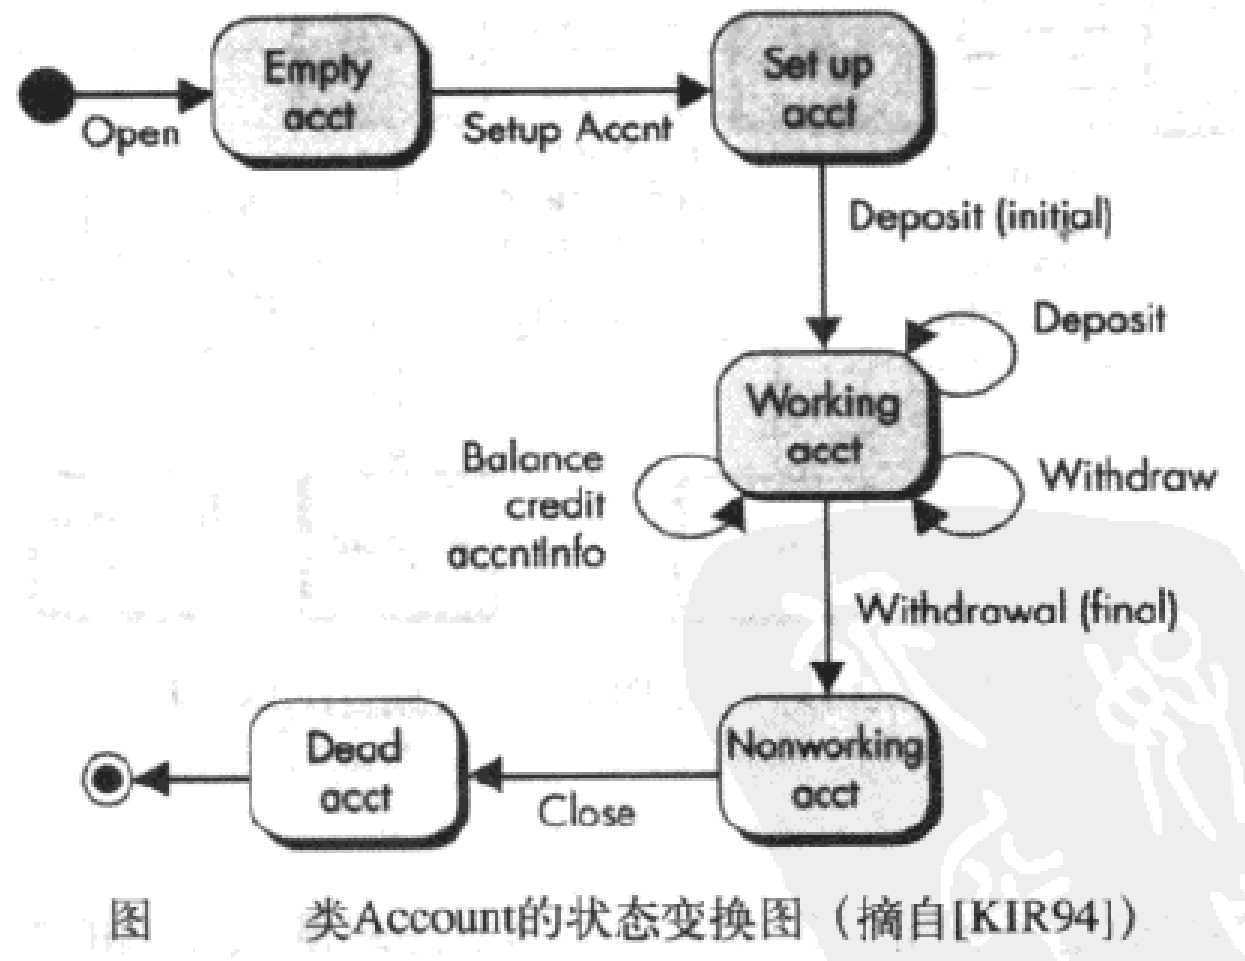 Empty
acct
Open
Setup Accnt
Set up
acct
Deposit (initial)
Deposit
Working
acct
Balance
credit
accntInfo
Withdraw
Withdrawal (final)
Nonworking
acct
Close
Dead
acct
图 类Account的状态变换图（摘自[KIR94]）